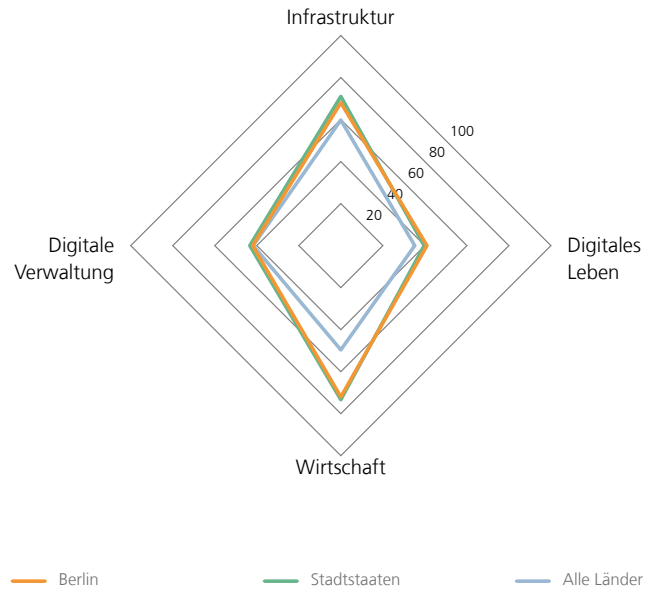 Infrastruktur
100
80
60
40
20
Digitale
Verwaltung
Digitales
Leben
Wirtschaft
Berlin
Stadtstaaten
Alle Länder